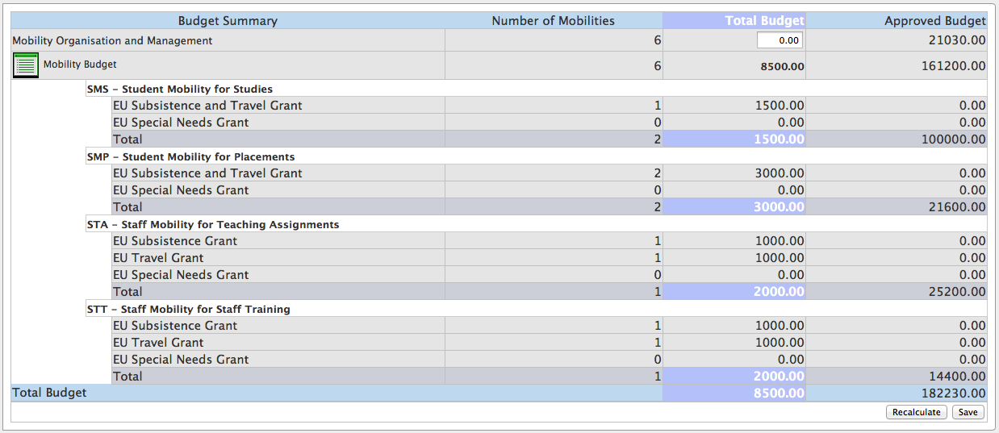 Budget Summary Number of Mobilities Total Budget Approved Budget
Mobility Organisation and Management 6 0.00 21030.00
Mobility Budget 6 8500.00 161200.00
SMS – Student Mobility for Studies
EU Subsistence and Travel Grant 1 1500.00 0.00
EU Special Needs Grant 0 0.00 0.00
Total 2 1500.00 100000.00
SMP – Student Mobility for Placements
EU Subsistence and Travel Grant 2 3000.00 0.00
EU Special Needs Grant 0 0.00 0.00
Total 2 3000.00 21600.00
STA – Staff Mobility for Teaching Assignments
EU Subsistence Grant 1 1000.00 0.00
EU Travel Grant 1 1000.00 0.00
EU Special Needs Grant 0 0.00 0.00
Total 1 2000.00 25200.00
STT – Staff Mobility for Staff Training
EU Subsistence Grant 1 1000.00 0.00
EU Travel Grant 1 1000.00 0.00
EU Special Needs Grant 0 0.00 0.00
Total 1 2000.00 14400.00
Total Budget 8500.00 182230.00
Recalculate Save